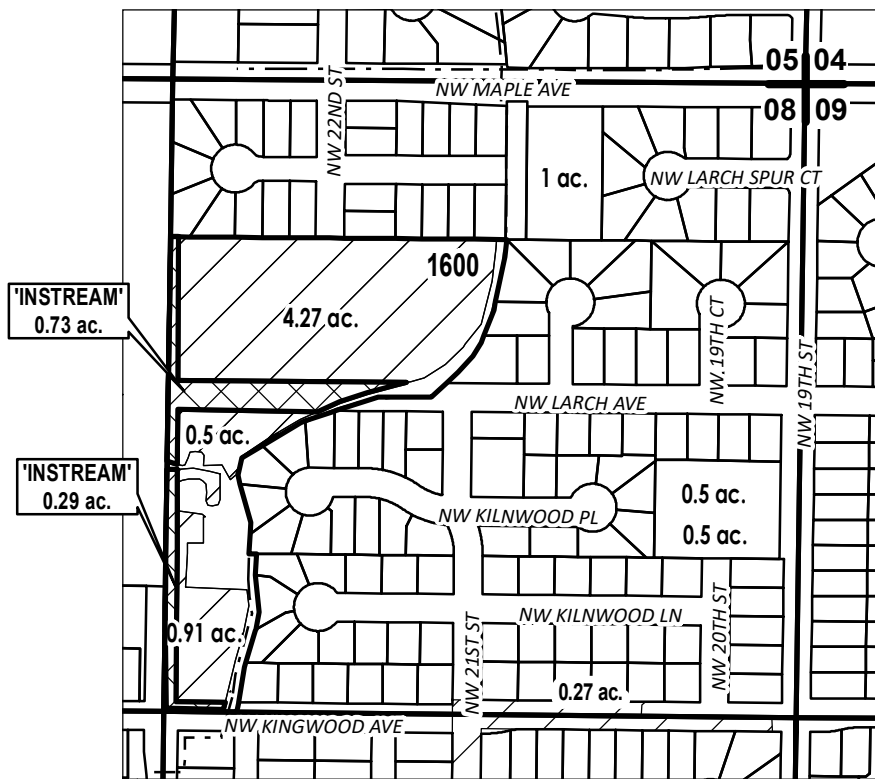 05 04
NW MAPLE AVE
08 09
NW 22ND ST
1 ac.
NW LARCH SPUR CT
1600
'INSTREAM'
0.73 ac.
4.27 ac.
NW 19TH CT
NW 19TH ST
NW LARCH AVE
0.5 ac.
'INSTREAM'
0.29 ac.
0.5 ac.
0.5 ac.
NW KILNWOOD PL
NW KILNWOOD LN
0.91 ac.
NW 21ST ST
NW 20TH ST
0.27 ac.
NW KINGWOOD AVE